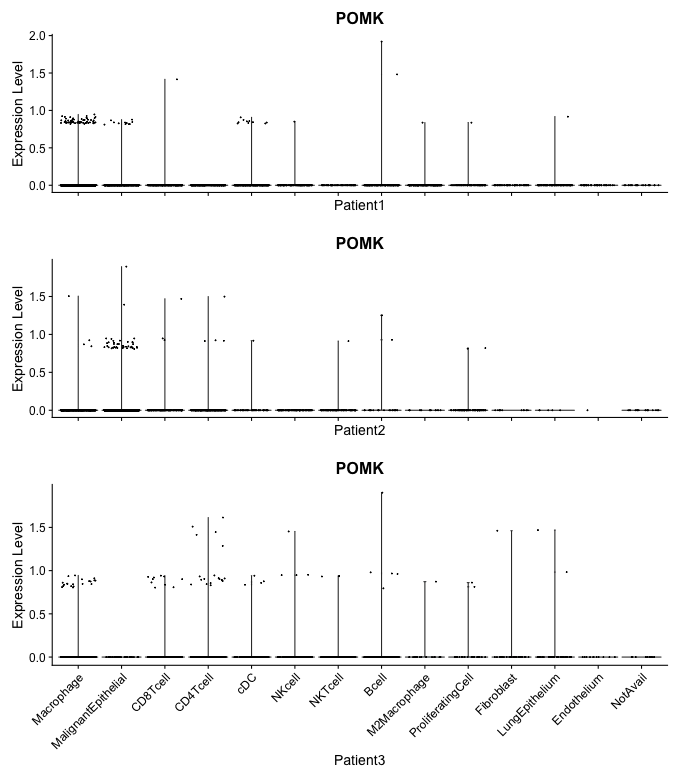 POMK
Expression Level
2.0
1.5
1.0
0.5
0.0
Patient1
POMK
Expression Level
1.5
1.0
0.5
0.0
Patient2
POMK
Expression Level
1.5
1.0
0.5
0.0
Macrophage
MalignantEpithelial
CD8Tcell
CD4Tcell
cDC
NKcell
NKTcell
Bcell
M2Macrophage
ProliferatingCell
Fibroblast
LungEpithelium
Endothelium
NotAvail
Patient3